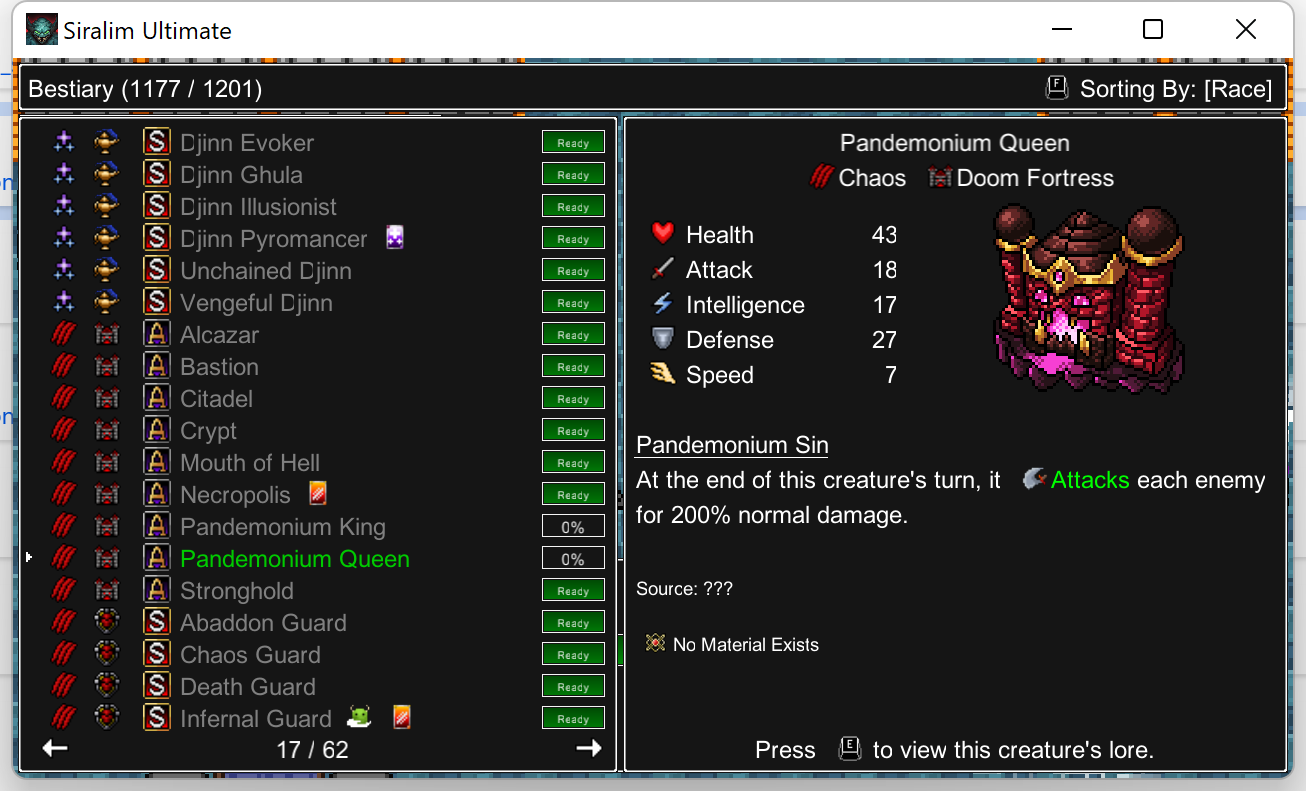 Siralim Ultimate
Bestiary (1177 / 1201)
F Sorting By: [Race]
S Djinn Evoker Ready
S Djinn Ghula Ready
S Djinn Illusionist Ready
S Djinn Pyromancer Ready
S Unchained Djinn Ready
S Vengeful Djinn Ready
A Alcazar Ready
A Bastion Ready
A Citadel Ready
A Crypt Ready
A Mouth of Hell Ready
A Necropolis Ready
A Pandemonium King 0%
A Pandemonium Queen 0%
A Stronghold Ready
S Abaddon Guard Ready
S Chaos Guard Ready
S Death Guard Ready
S Infernal Guard Ready
17 / 62
Pandemonium Queen
Chaos Doom Fortress
Health 43
Attack 18
Intelligence 17
Defense 27
Speed 7
Pandemonium Sin
At the end of this creature's turn, it Attacks each enemy
for 200% normal damage.
Source: ???
No Material Exists
Press E to view this creature's lore.